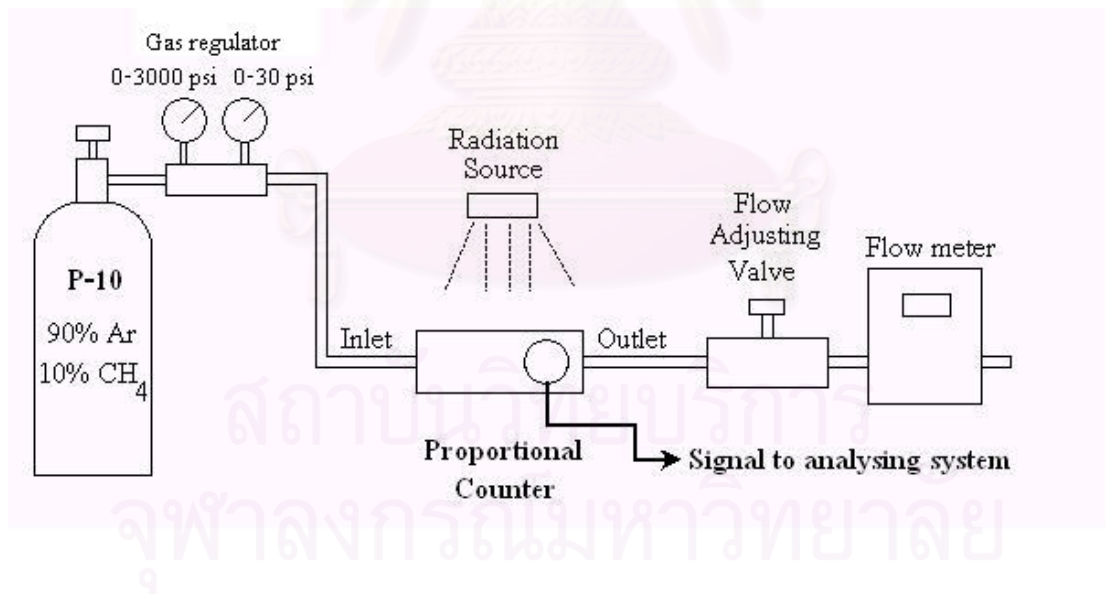 Gas regulator
0-3000 psi 0-30 psi
Radiation
Source
Flow
Adjusting
Valve
Flow meter
P-10
90% Ar
10% CH4
Inlet
Outlet
Proportional
Counter
Signal to analysing system
สถาบันวิทยบริการ
จุฬาลงกรณ์มหาวิทยาลัย